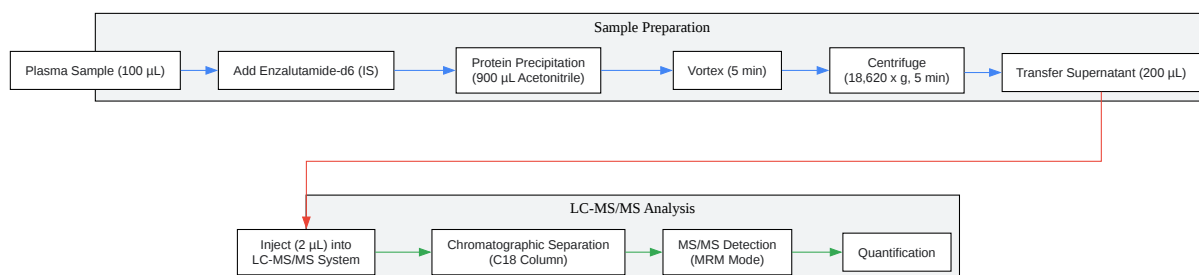 Sample Preparation
Plasma Sample (100 µL)
Add Enzalutamide-d6 (IS)
Protein Precipitation
(900 µL Acetonitrile)
Vortex (5 min)
Centrifuge
(18,620 x g, 5 min)
Transfer Supernatant (200 µL)
LC-MS/MS Analysis
Inject (2 µL) into
LC-MS/MS System
Chromatographic Separation
(C18 Column)
MS/MS Detection
(MRM Mode)
Quantification